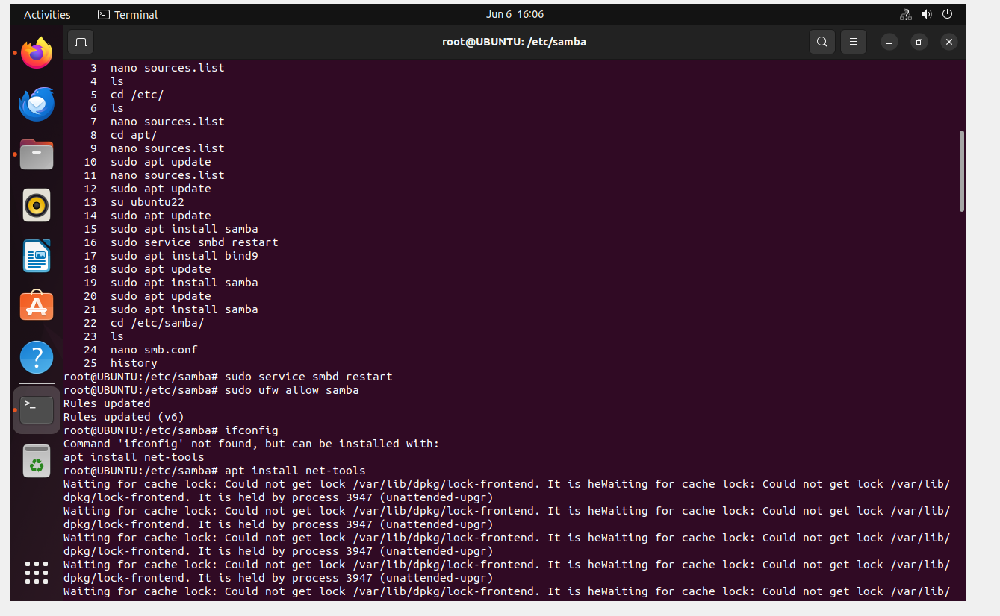 Activities Terminal Jun 6 16:06
root@UBUNTU: /etc/samba
3 nano sources.list
4 ls
5 cd /etc/
6 ls
7 nano sources.list
8 cd apt/
9 nano sources.list
10 sudo apt update
11 nano sources.list
12 sudo apt update
13 su ubuntu22
14 sudo apt update
15 sudo apt install samba
16 sudo service smbd restart
17 sudo apt install bind9
18 sudo apt update
19 sudo apt install samba
20 sudo apt update
21 sudo apt install samba
22 cd /etc/samba/
23 ls
24 nano smb.conf
25 history
root@UBUNTU:/etc/samba# sudo service smbd restart
root@UBUNTU:/etc/samba# sudo ufw allow samba
Rules updated
Rules updated (v6)
root@UBUNTU:/etc/samba# ifconfig
Command 'ifconfig' not found, but can be installed with:
apt install net-tools
root@UBUNTU:/etc/samba# apt install net-tools
Waiting for cache lock: Could not get lock /var/lib/dpkg/lock-frontend. It is heWaiting for cache lock: Could not get lock /var/lib/
dpkg/lock-frontend. It is held by process 3947 (unattended-upgr)
Waiting for cache lock: Could not get lock /var/lib/dpkg/lock-frontend. It is heWaiting for cache lock: Could not get lock /var/lib/
dpkg/lock-frontend. It is held by process 3947 (unattended-upgr)
Waiting for cache lock: Could not get lock /var/lib/dpkg/lock-frontend. It is heWaiting for cache lock: Could not get lock /var/lib/
dpkg/lock-frontend. It is held by process 3947 (unattended-upgr)
Waiting for cache lock: Could not get lock /var/lib/dpkg/lock-frontend. It is heWaiting for cache lock: Could not get lock /var/lib/
dpkg/lock-frontend. It is held by process 3947 (unattended-upgr)
Waiting for cache lock: Could not get lock /var/lib/dpkg/lock-frontend. It is heWaiting for cache lock: Could not get lock /var/lib/